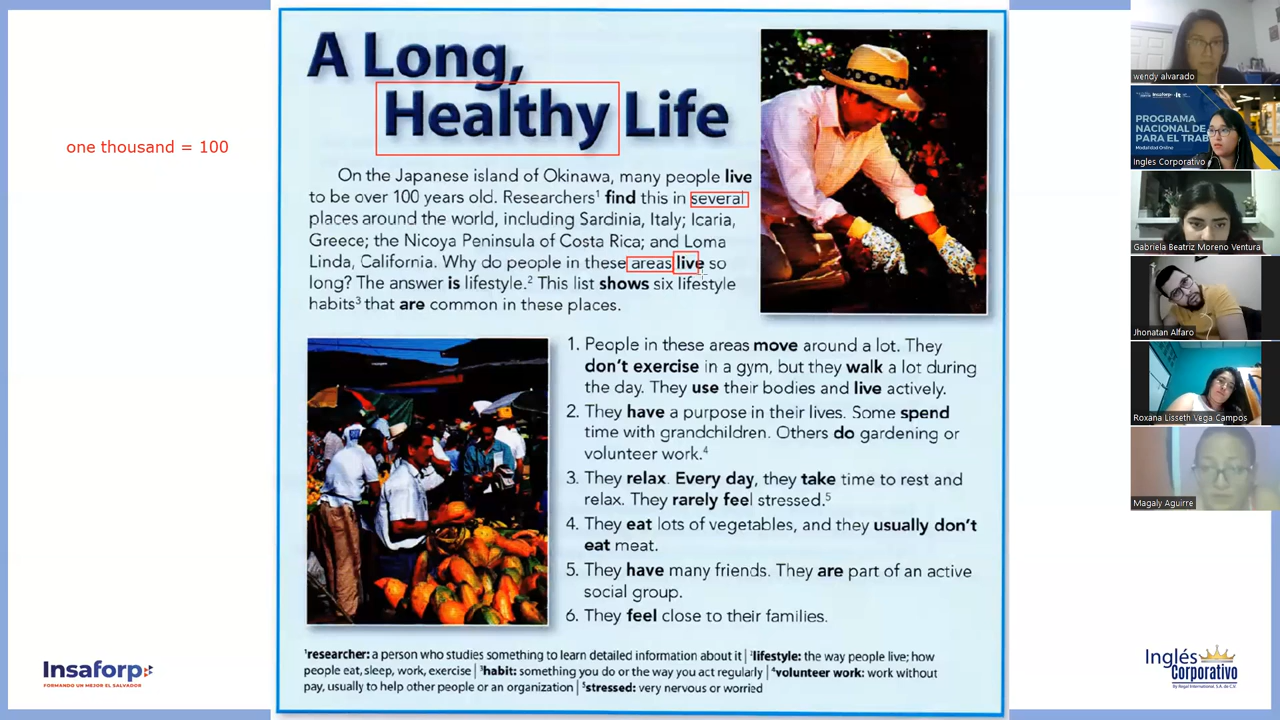 A Long,
Healthy Life
one thousand = 100
On the Japanese island of Okinawa, many people live
to be over 100 years old. Researchers¹ find this in several
places around the world, including Sardinia, Italy; Icaria,
Greece; the Nicoya Peninsula of Costa Rica; and Loma
Linda, California. Why do people in these areas live so
long? The answer is lifestyle.² This list shows six lifestyle
habits³ that are common in these places.
1. People in these areas move around a lot. They
don't exercise in a gym, but they walk a lot during
the day. They use their bodies and live actively.
2. They have a purpose in their lives. Some spend
time with grandchildren. Others do gardening or
volunteer work.⁴
3. They relax. Every day, they take time to rest and
relax. They rarely feel stressed.⁵
4. They eat lots of vegetables, and they usually don't
eat meat.
5. They have many friends. They are part of an active
social group.
6. They feel close to their families.
¹researcher: a person who studies something to learn detailed information about it | ²lifestyle: the way people live; how
people eat, sleep, work, exercise | ³habit: something you do or the way you act regularly | ⁴volunteer work: work without
pay, usually to help other people or an organization | ⁵stressed: very nervous or worried
Insaforp
FORMANDO UN MEJOR EL SALVADOR
Inglés
Corporativo
By Regal International, S.A. de C.V.
wendy alvarado
Insaforp
PROGRAMA
NACIONAL DE
PARA EL TRAB
Modalidad Online
Ingles Corporativo
Gabriela Beatriz Moreno Ventura
Jhonatan Alfaro
Roxana Lisseth Vega Campos
Magaly Aguirre